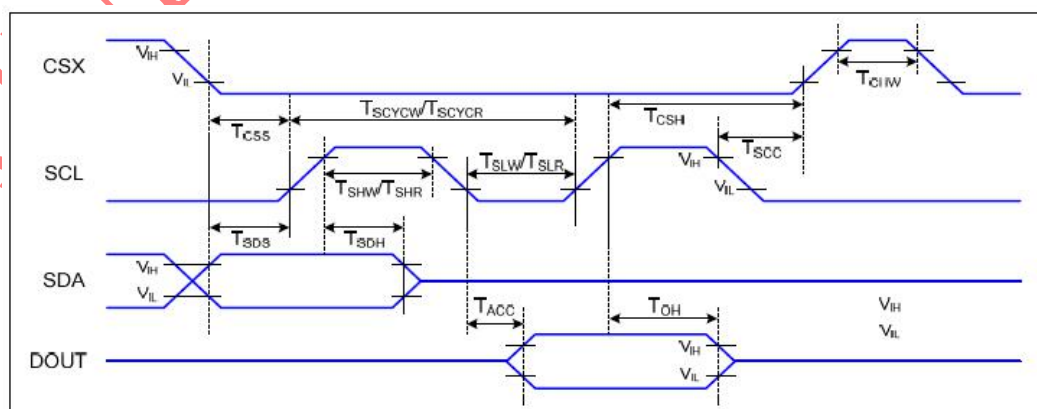 CSX
VIH
VIL
TCHW
TCSS
TSCYCW/TSCYCR
TCSH
TSCC
SCL
TSHW/TSHR
TSLW/TSLR
VIH
VIL
TSDS
TSDH
SDA
VIH
VIL
TACC
TOH
VIH
VIL
DOUT
VIH
VIL